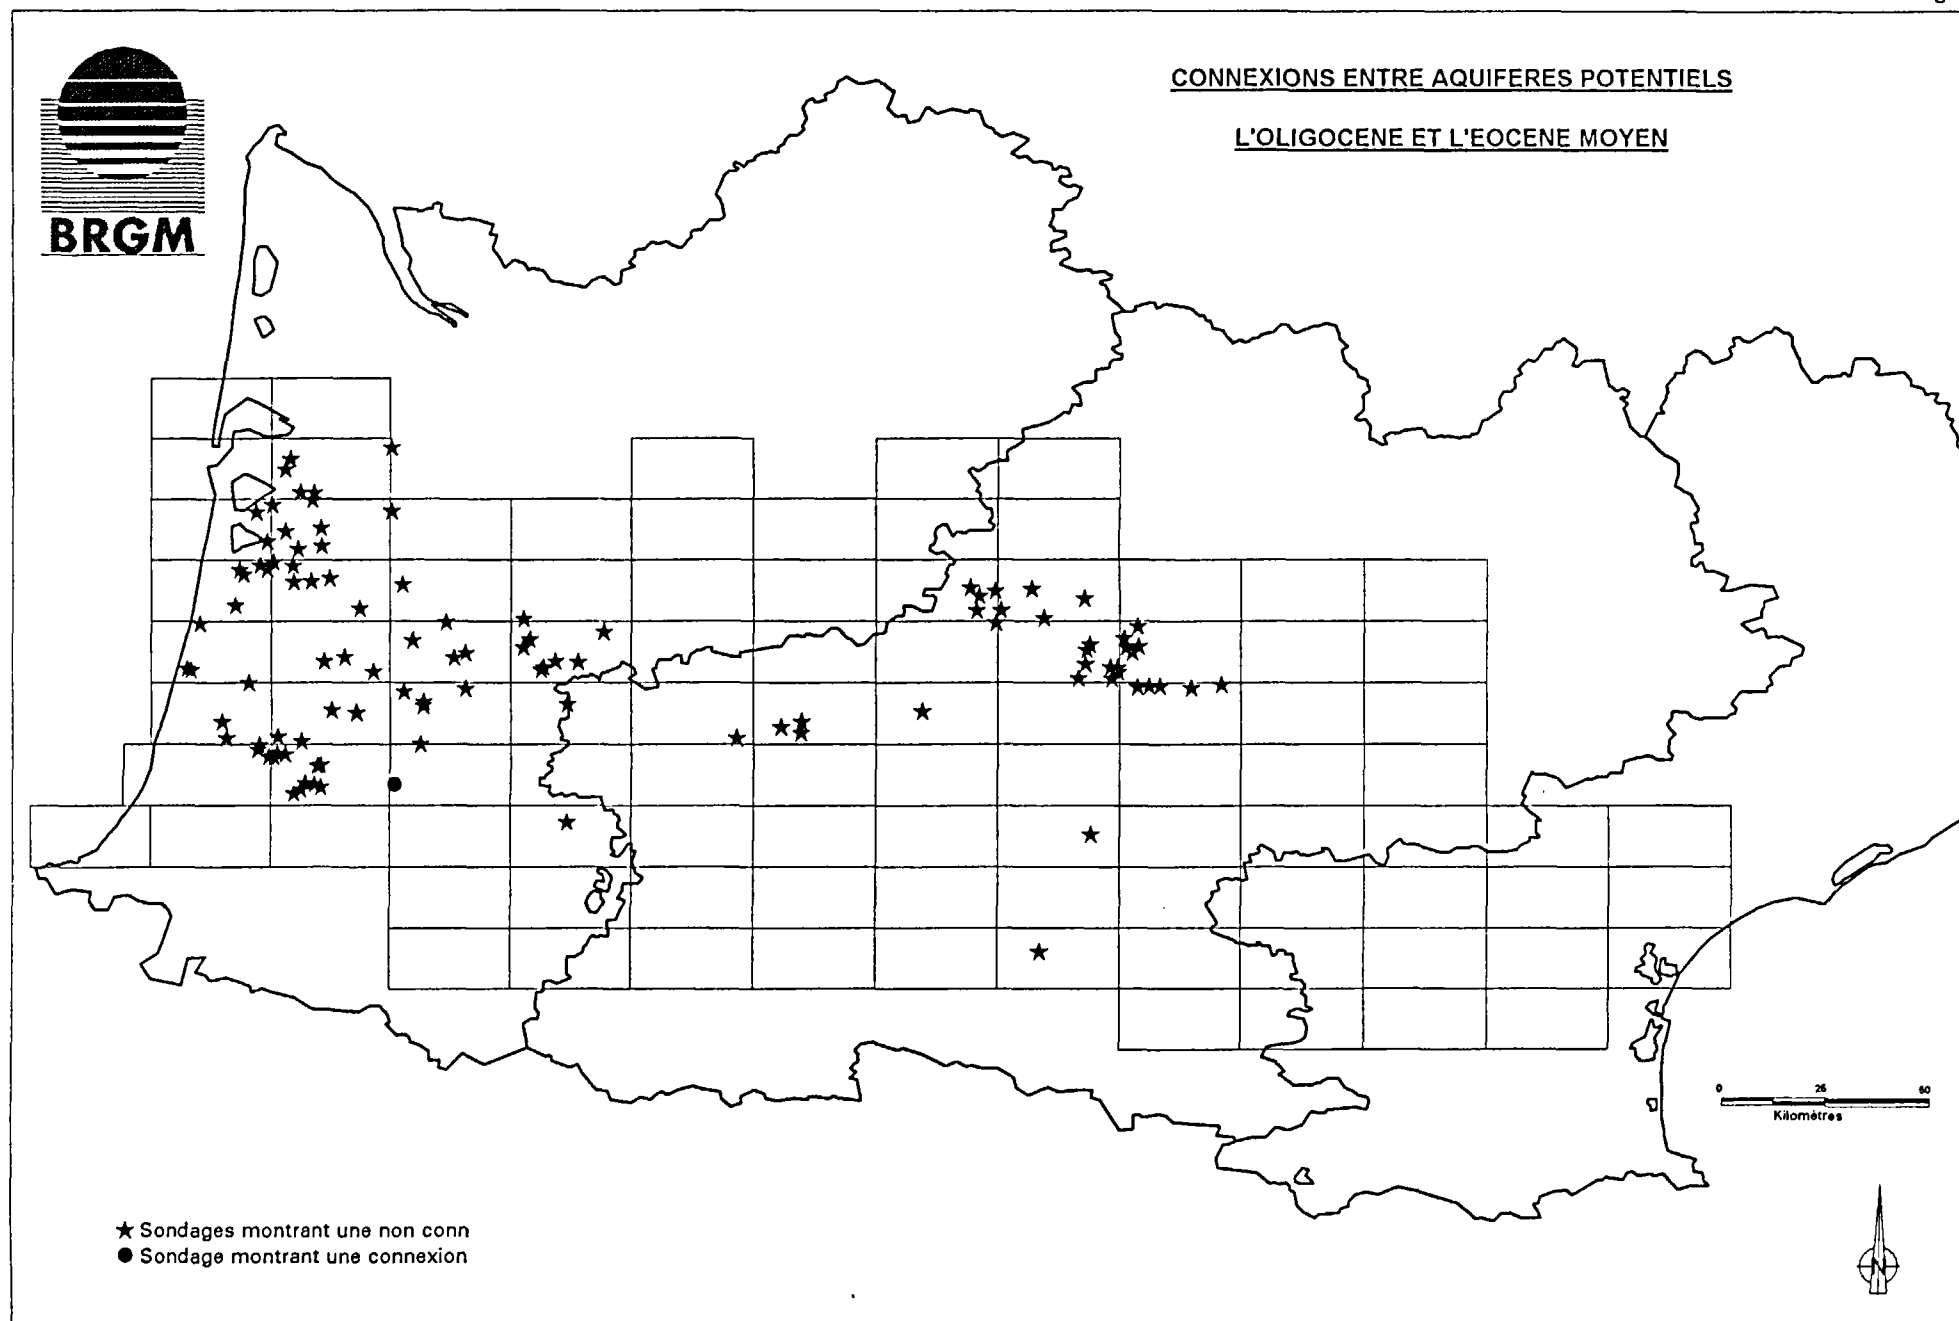 CONNEXIONS ENTRE AQUIFERES POTENTIELS
L'OLIGOCENE ET L'EOCENE MOYEN
BRGM
0 25 50
Kilomètres
★ Sondages montrant une non conn
● Sondage montrant une connexion
N